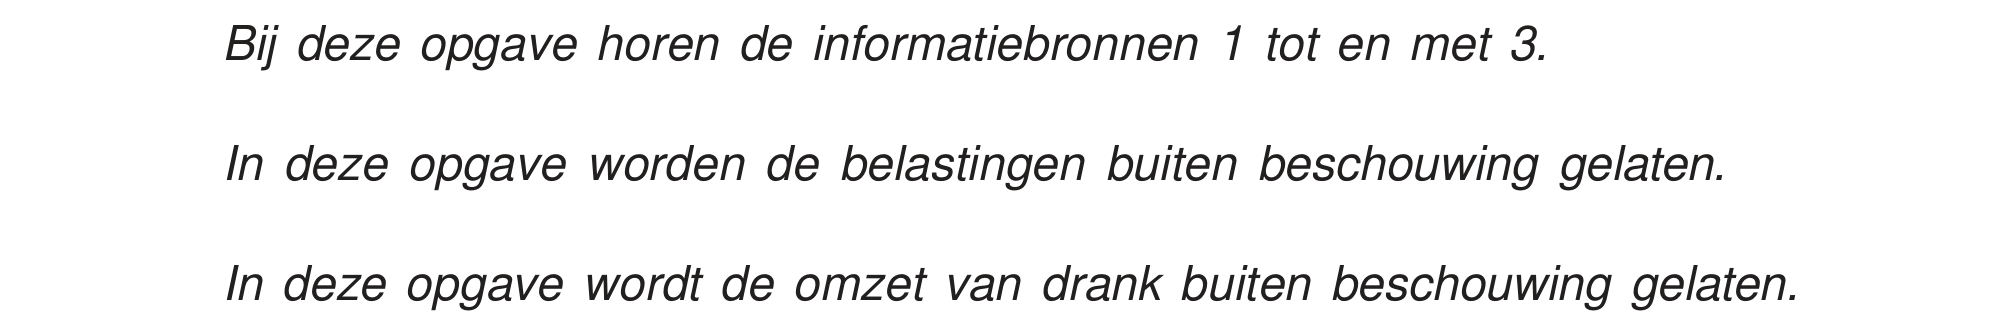 Bij deze opgave horen de informatiebronnen 1 tot en met 3.
In deze opgave worden de belastingen buiten beschouwing gelaten.
In deze opgave wordt de omzet van drank buiten beschouwing gelaten.